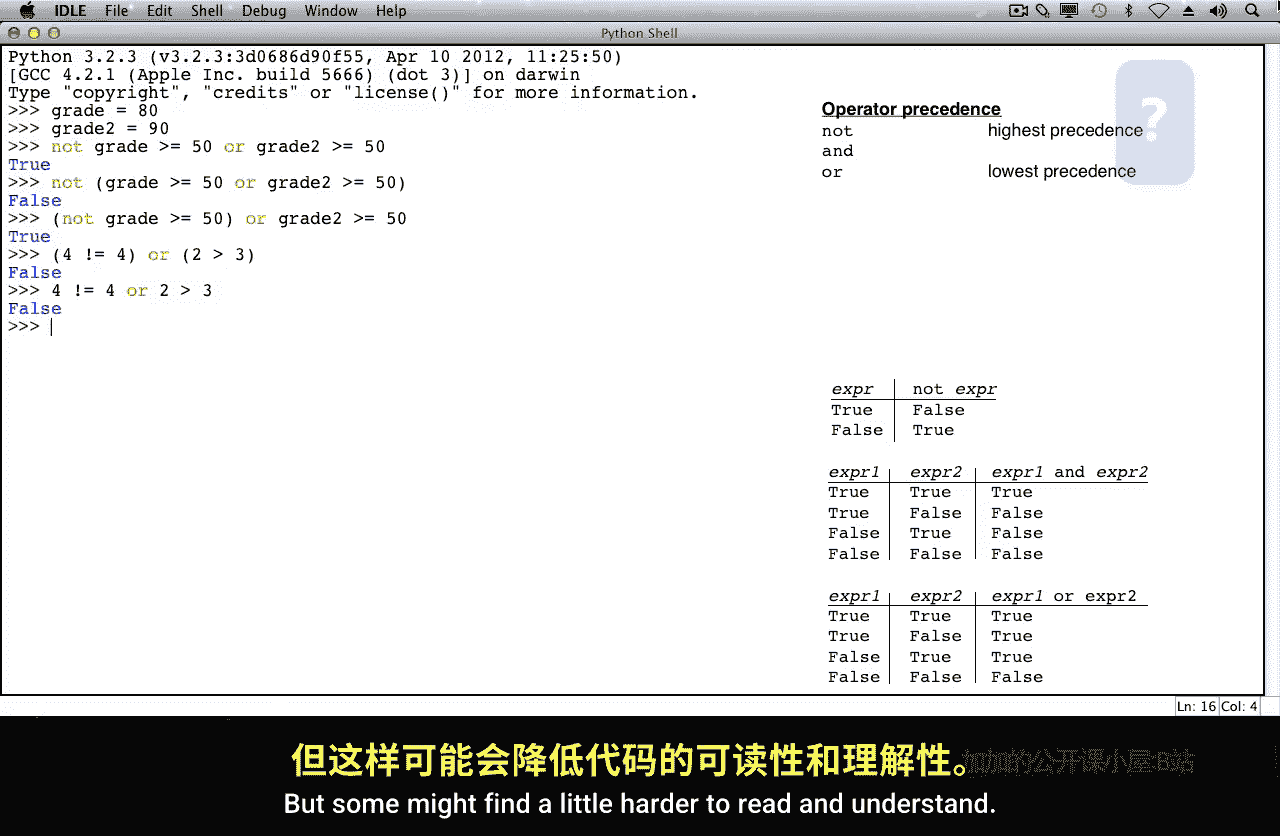 IDLE File Edit Shell Debug Window Help
Python Shell
Python 3.2.3 (v3.2.3:3d0686d90f55, Apr 10 2012, 11:25:50)
[GCC 4.2.1 (Apple Inc. build 5666) (dot 3)] on darwin
Type "copyright", "credits" or "license()" for more information.
>>> grade = 80
>>> grade2 = 90
>>> not grade >= 50 or grade2 >= 50
True
>>> not (grade >= 50 or grade2 >= 50)
False
>>> (not grade >= 50) or grade2 >= 50
True
>>> (4 != 4) or (2 > 3)
False
>>> 4 != 4 or 2 > 3
False
>>>
?
Operator precedence
not highest precedence
and
or lowest precedence
expr not expr
True False
False True
expr1 expr2 expr1 and expr2
True True True
True False False
False True False
False False False
expr1 expr2 expr1 or expr2
True True True
True False True
False True True
False False False
Ln: 16 Col: 4
但这样可能会降低代码的可读性和理解性。
加加的公开课小屋:B站
But some might find a little harder to read and understand.